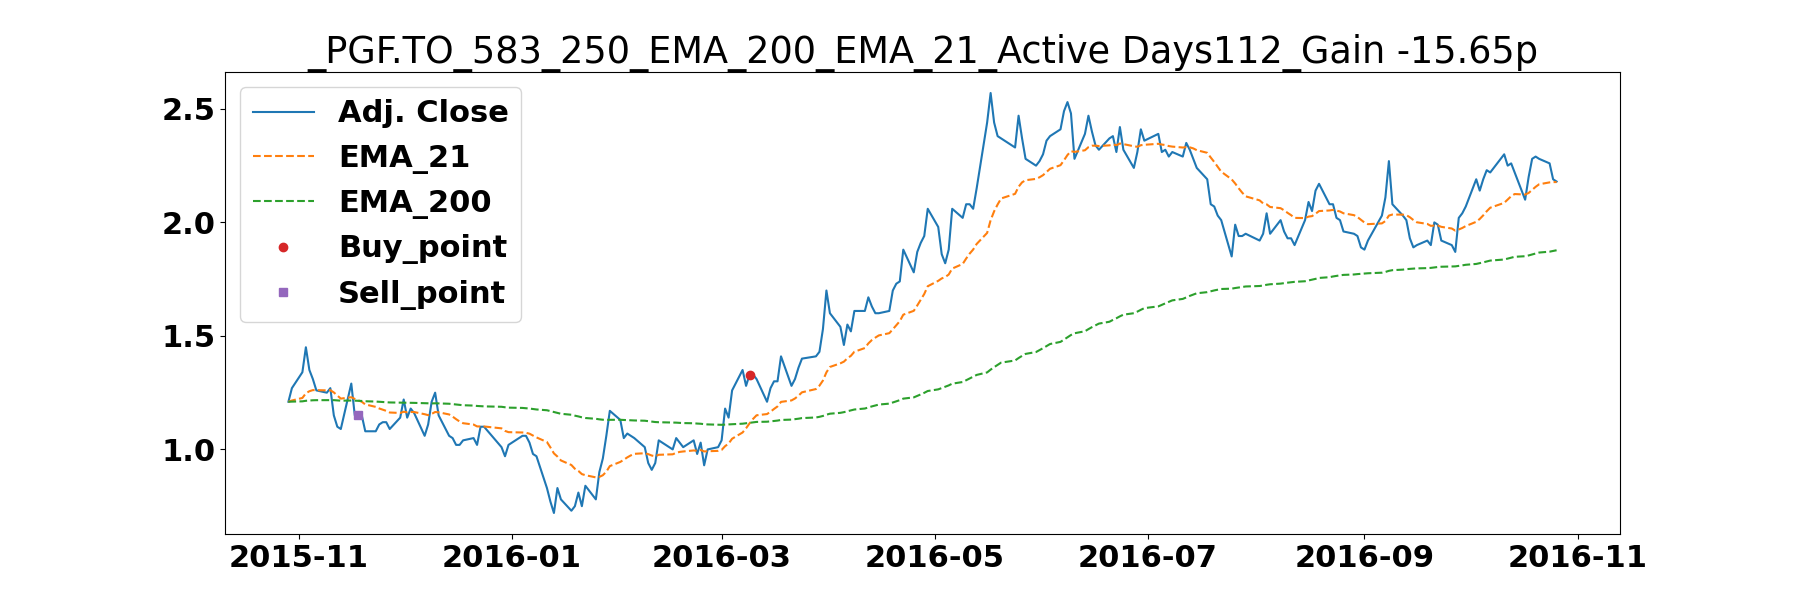 _PGF.TO_583_250_EMA_200_EMA_21_Active Days112_Gain -15.65p
Adj. Close
EMA_21
EMA_200
Buy_point
Sell_point
2.5
2.0
1.5
1.0
2015-11 2016-01 2016-03 2016-05 2016-07 2016-09 2016-11